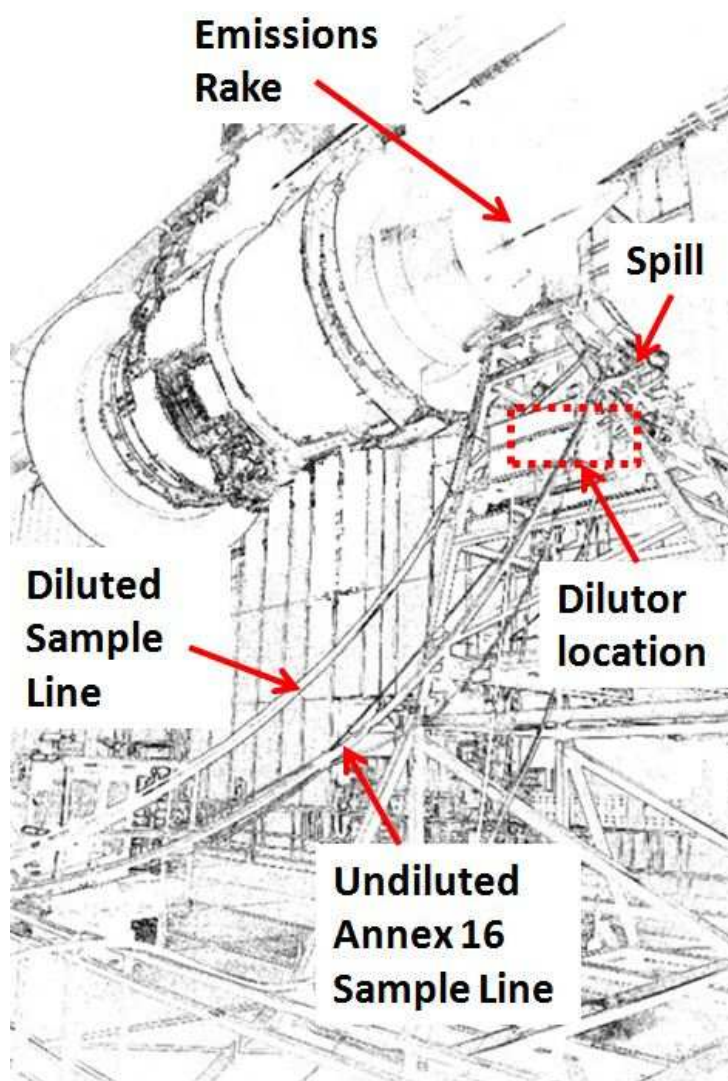 Emissions
Rake
Spill
Diluted
Sample
Line
Dilutor
location
Undiluted
Annex 16
Sample Line